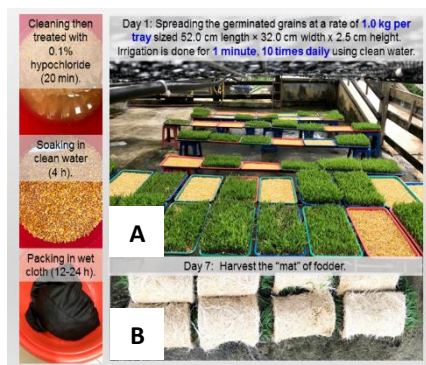 Cleaning then
treated with
0.1%
hypochloride
(20 min).
Soaking in
clean water
(4 h).
Packing in wet
cloth (12-24 h).
Day 1: Spreading the germinated grains at a rate of 1.0 kg per
tray sized 52.0 cm length × 32.0 cm width x 2.5 cm height.
Irrigation is done for 1 minute, 10 times daily using clean water.
A
Day 7: Harvest the "mat" of fodder.
B